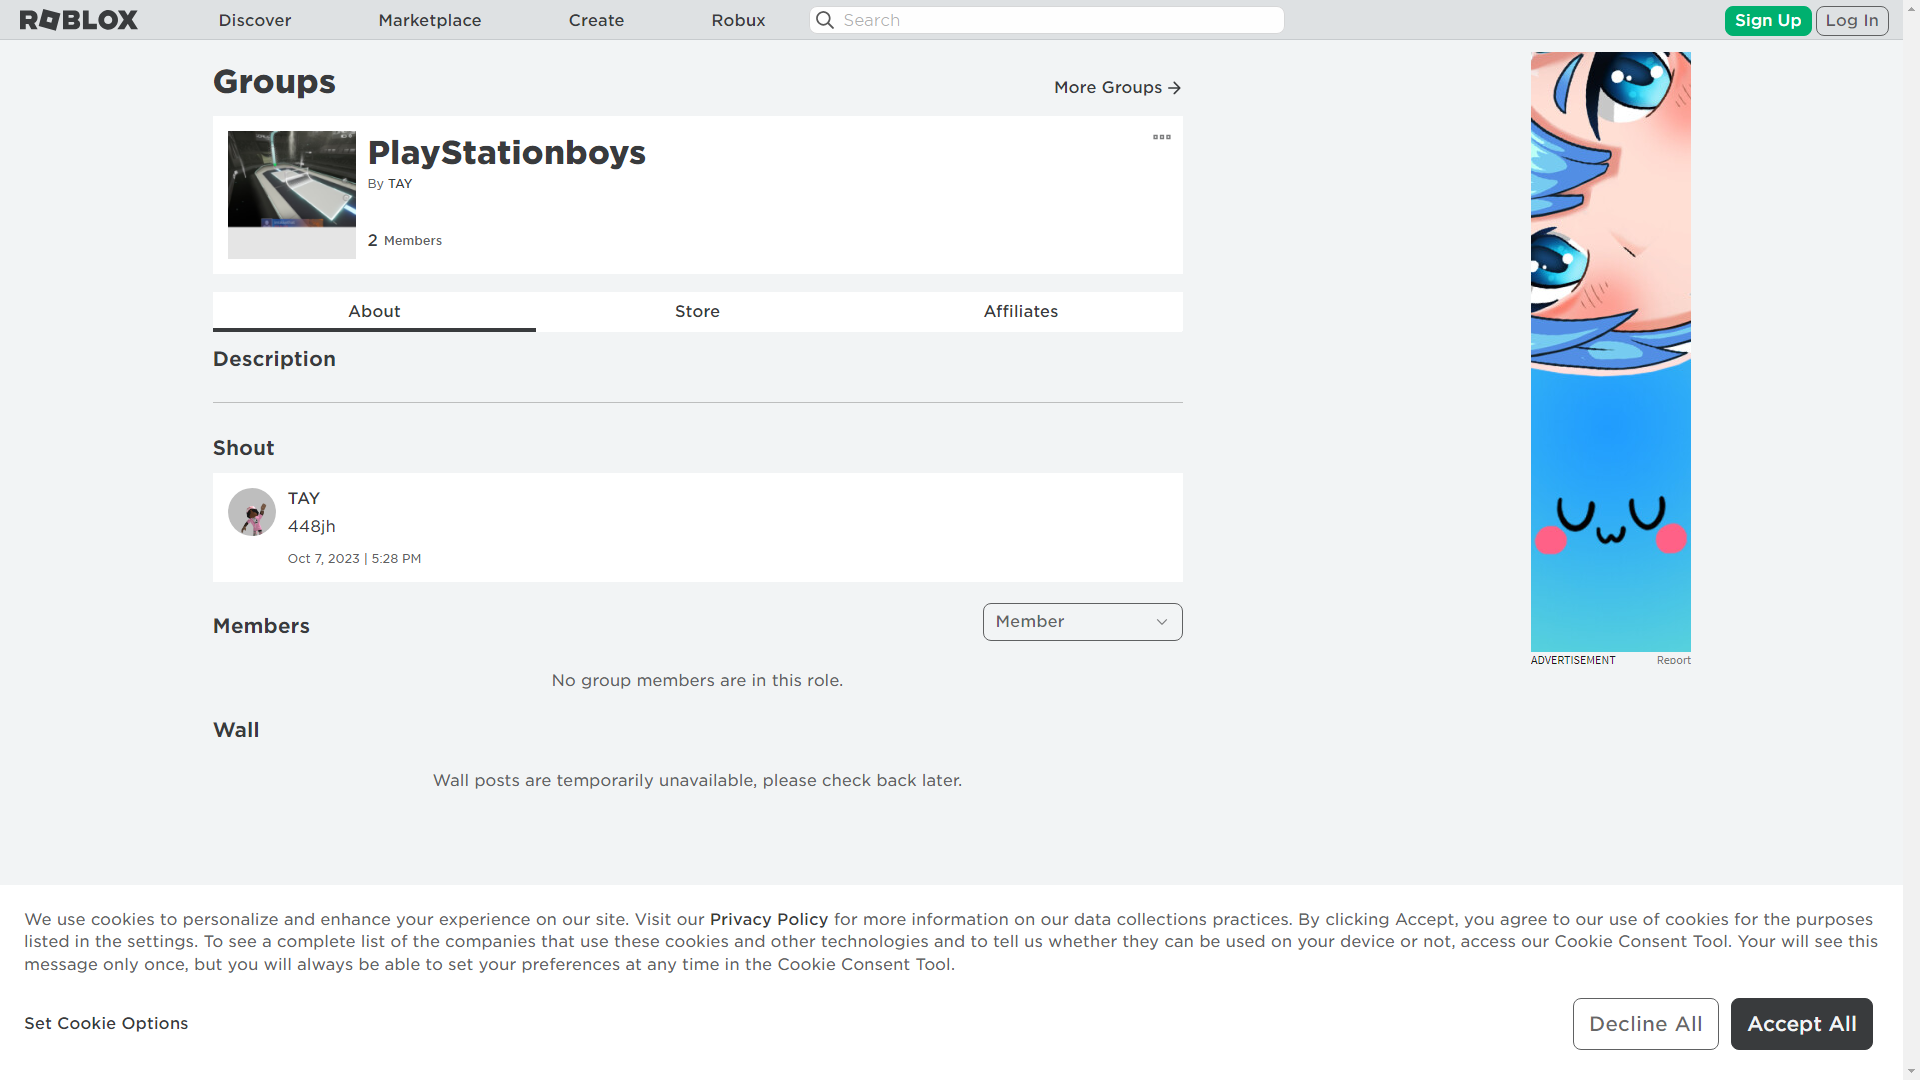 ROBLOX
Discover
Marketplace
Create
Robux
Search
Sign Up
Log In
Groups
More Groups
PlayStationboys
By TAY
2 Members
About
Store
Affiliates
Description
Shout
TAY
448jh
Oct 7, 2023 | 5:28 PM
Members
Member
No group members are in this role.
Wall
Wall posts are temporarily unavailable, please check back later.
ADVERTISEMENT
Report
We use cookies to personalize and enhance your experience on our site. Visit our Privacy Policy for more information on our data collections practices. By clicking Accept, you agree to our use of cookies for the purposes
listed in the settings. To see a complete list of the companies that use these cookies and other technologies and to tell us whether they can be used on your device or not, access our Cookie Consent Tool. Your will see this
message only once, but you will always be able to set your preferences at any time in the Cookie Consent Tool.
Set Cookie Options
Decline All
Accept All